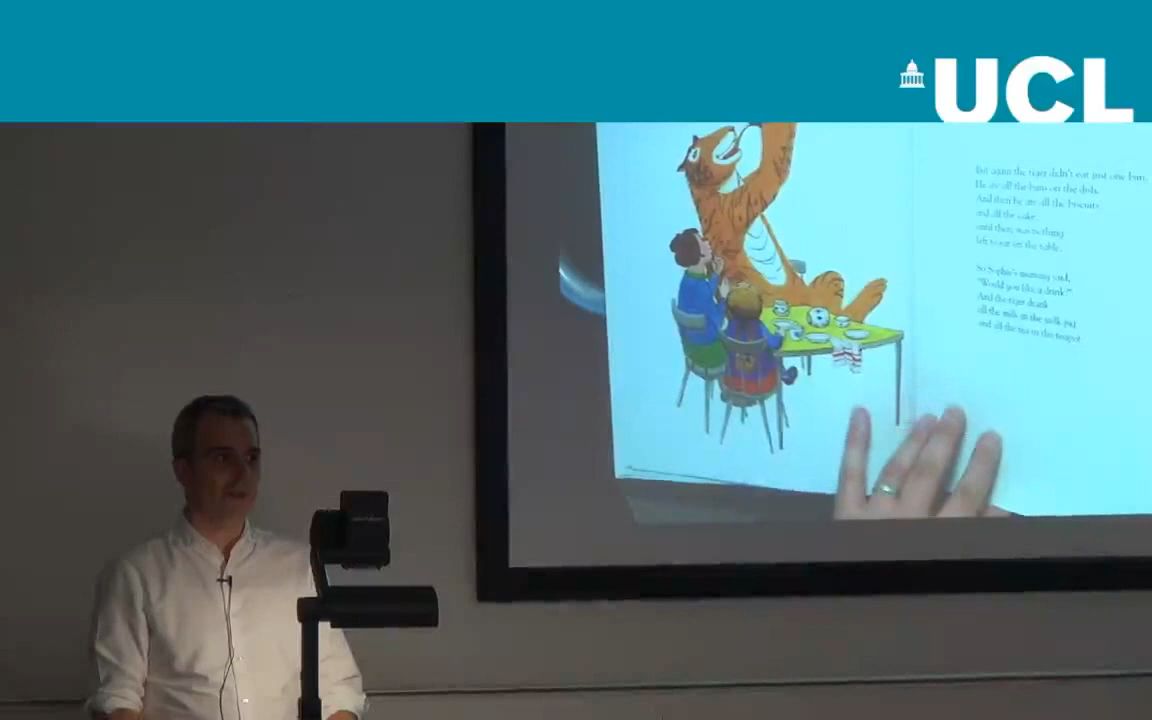 UCL
But again the tiger didn't eat just one bun.
He ate all the buns on the dish.
And then he ate all the biscuits
and all the cake,
until there was nothing
left to eat on the table.
So Sophie's mummy said,
"Would you like a drink?"
And the tiger drank
all the milk in the milk jug
and all the tea in the teapot.